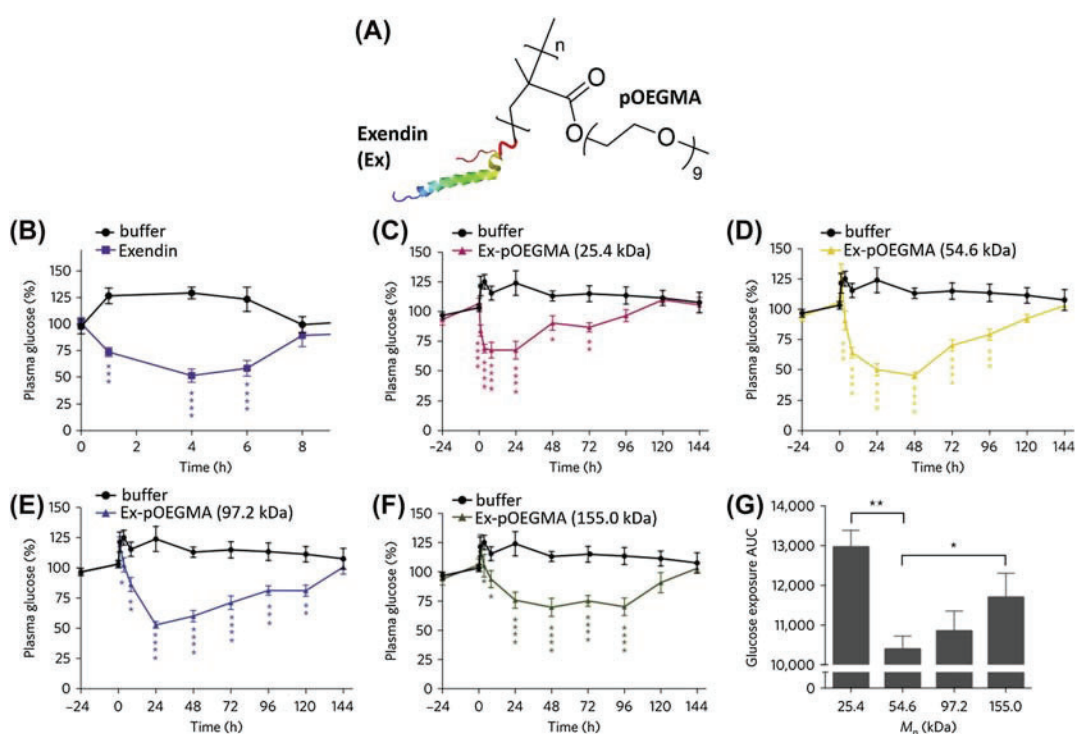 (A)
n
O
pOEGMA
O
O
9
Exendin
(Ex)
(B)
buffer
Exendin
Plasma glucose (%)
150
125
100
75
50
25
0
0 2 4 6 8
Time (h)
***
****
****
(C)
buffer
Ex-pOEGMA (25.4 kDa)
Plasma glucose (%)
150
125
100
75
50
25
0
-24 0 24 48 72 96 120 144
Time (h)
(D)
buffer
Ex-pOEGMA (54.6 kDa)
Plasma glucose (%)
150
125
100
75
50
25
0
-24 0 24 48 72 96 120 144
Time (h)
(E)
buffer
Ex-pOEGMA (97.2 kDa)
Plasma glucose (%)
150
125
100
75
50
25
0
-24 0 24 48 72 96 120 144
Time (h)
(F)
buffer
Ex-pOEGMA (155.0 kDa)
Plasma glucose (%)
150
125
100
75
50
25
0
-24 0 24 48 72 96 120 144
Time (h)
(G)
Glucose exposure AUC
14,000
13,000
12,000
11,000
10,000
0
**
*
25.4 54.6 97.2 155.0
Mn (kDa)